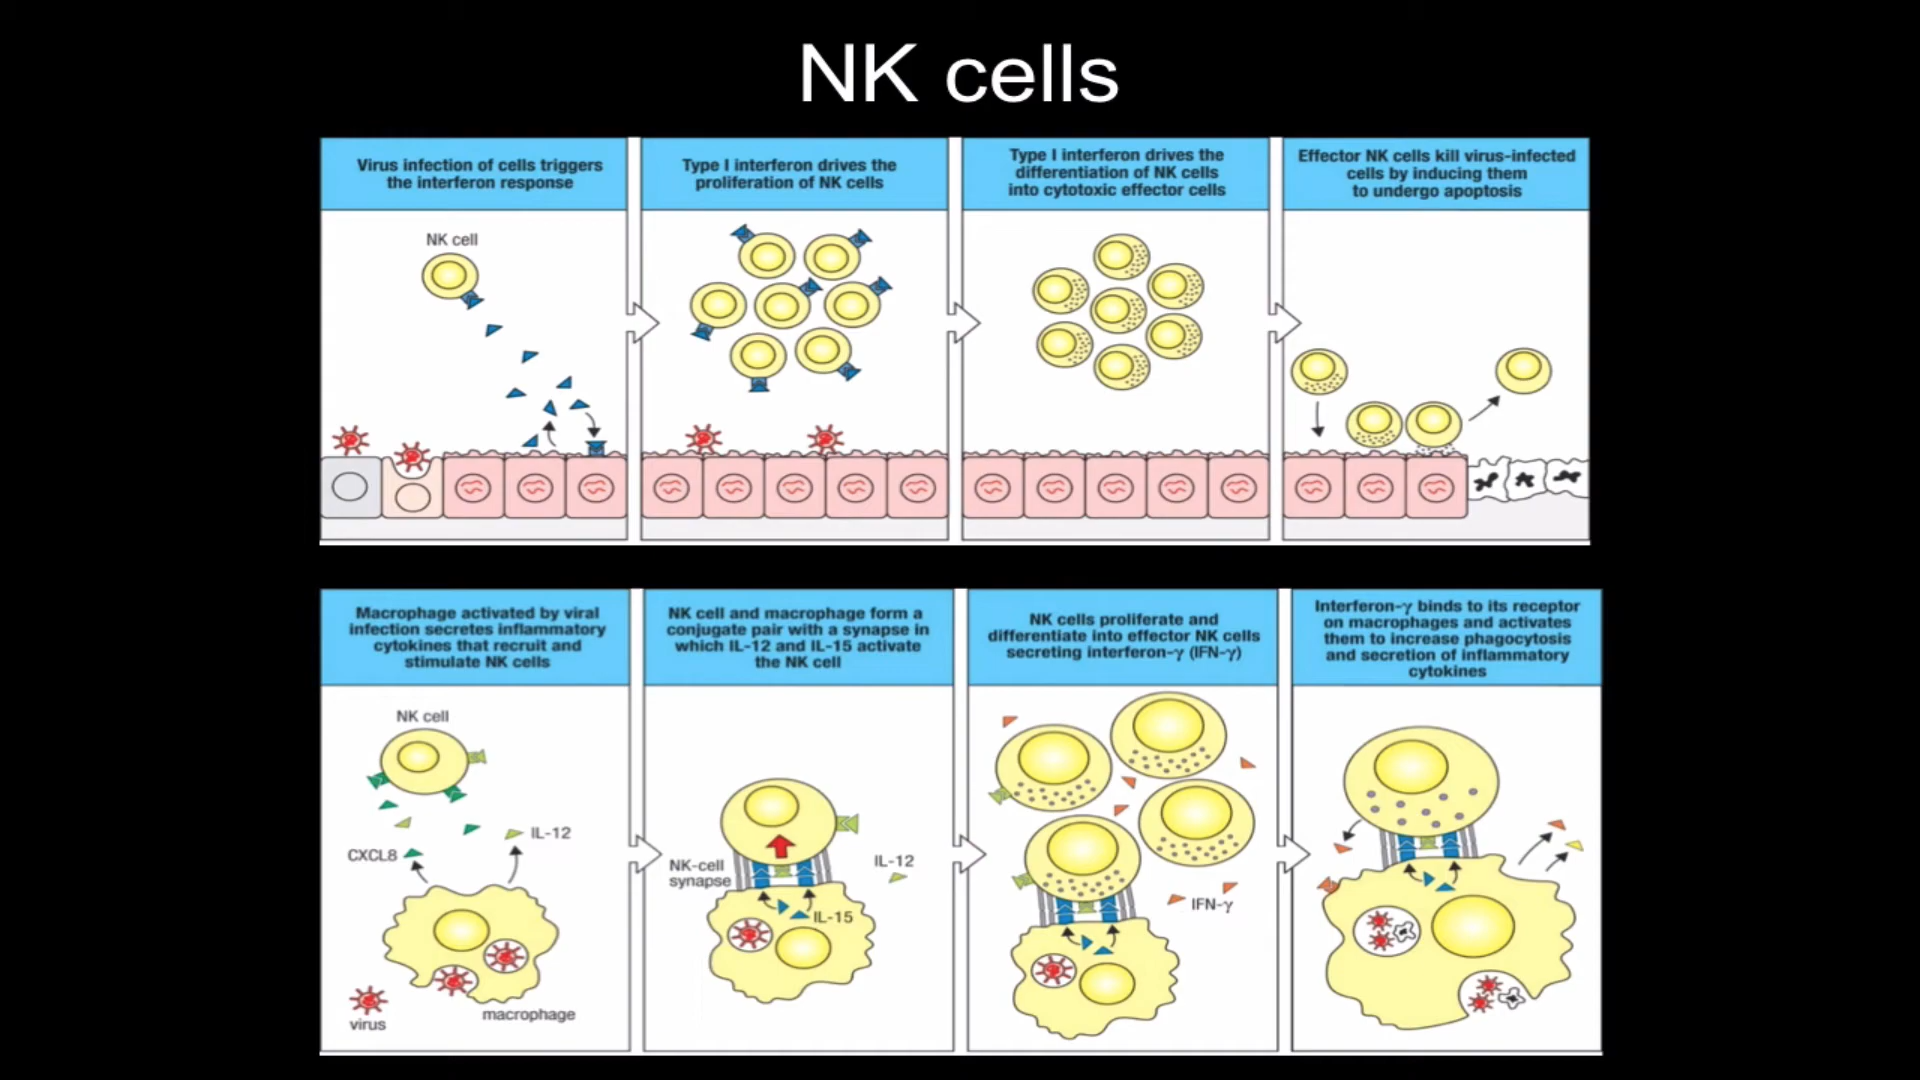 NK cells
Virus infection of cells triggers
the interferon response
Type I interferon drives the
proliferation of NK cells
Type I interferon drives the
differentiation of NK cells
into cytotoxic effector cells
Effector NK cells kill virus-infected
cells by inducing them
to undergo apoptosis
NK cell
Macrophage activated by viral
infection secretes inflammatory
cytokines that recruit and
stimulate NK cells
NK cell and macrophage form a
conjugate pair with a synapse in
which IL-12 and IL-15 activate
the NK cell
NK cells proliferate and
differentiate into effector NK cells
secreting interferon-γ (IFN-γ)
Interferon-γ binds to its receptor
on macrophages and activates
them to increase phagocytosis
and secretion of inflammatory
cytokines
NK cell
IL-12
CXCL8
virus
macrophage
NK-cell
synapse
IL-12
IL-15
IFN-γ